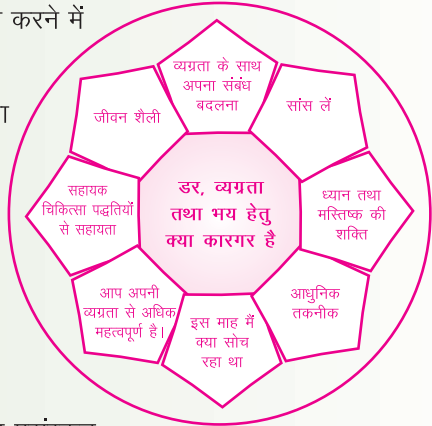 करने में
व्यग्रता के साथ
अपना संबंध
बदलना
सांस लें
ध्यान तथा
मस्तिष्क की
शक्ति
आधुनिक
तकनीक
इस माह मैं
क्या सोच
रहा था
आप अपनी
व्यग्रता से अधिक
महत्वपूर्ण है।
सहायक
चिकित्सा पद्धतियों
से सहायता
जीवन शैली
डर, व्यग्रता
तथा भय हेतु
क्या कारगर है